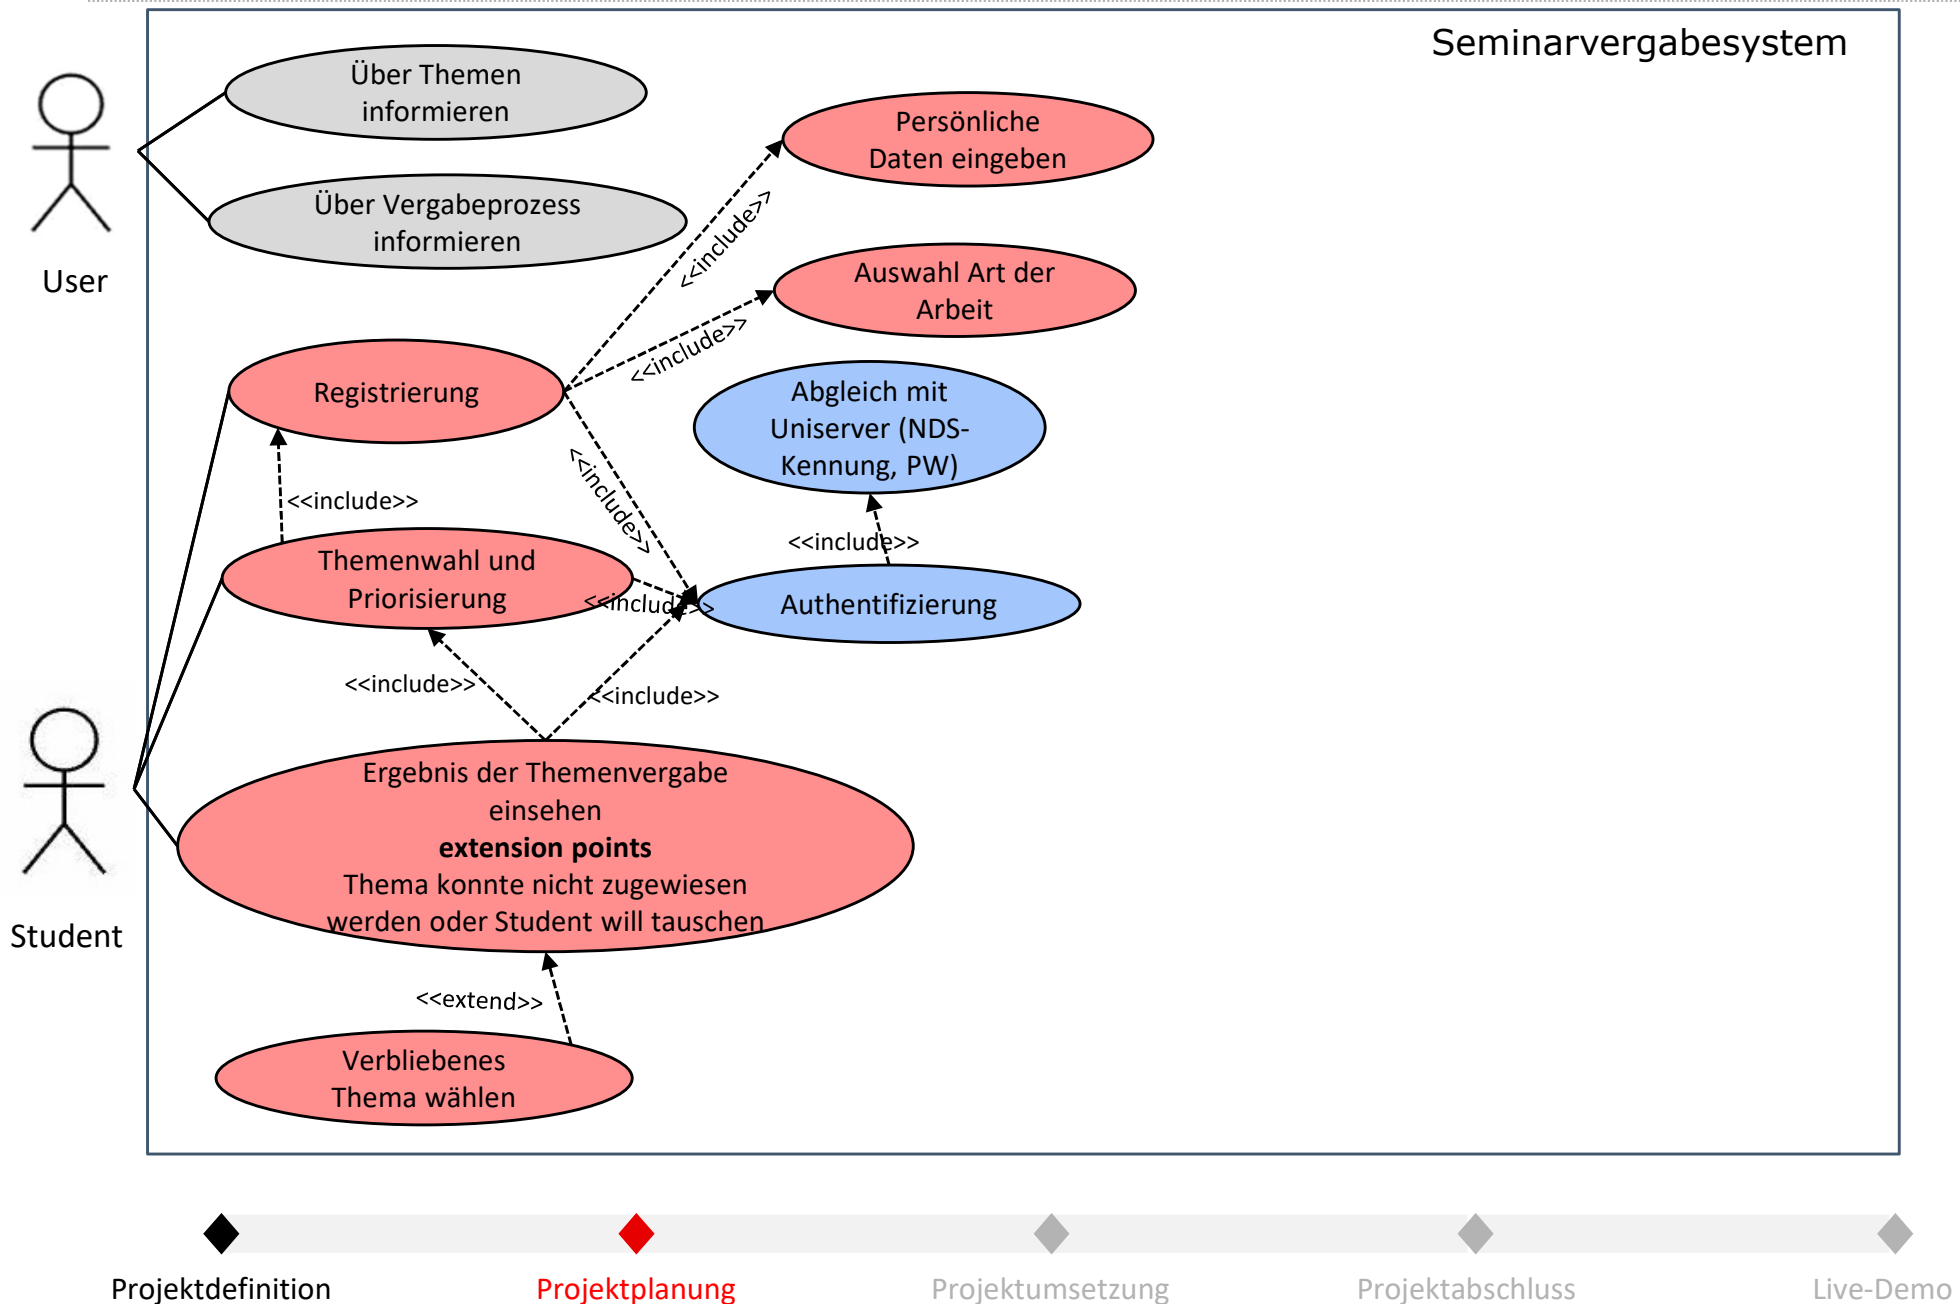 Seminarvergabesystem
Über Themen
informieren
Persönliche
Daten eingeben
Über Vergabeprozess
informieren
<<include>>
User
Auswahl Art der
Arbeit
<<include>>
Registrierung
Abgleich mit
Uniserver (NDS-
Kennung, PW)
<<include>>
<<include>>
<<include>>
Themenwahl und
Priorisierung
<<include>>
Authentifizierung
<<include>>
<<include>>
Ergebnis der Themenvergabe
einsehen
extension points
Thema konnte nicht zugewiesen
werden oder Student will tauschen
Student
<<extend>>
Verbliebenes
Thema wählen
Projektdefinition
Projektplanung
Projektumsetzung
Projektabschluss
Live-Demo